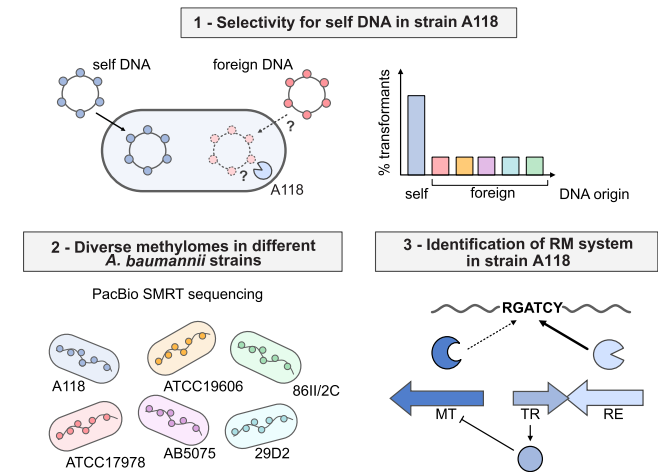 1 - Selectivity for self DNA in strain A118
self DNA
foreign DNA
?
?
A118
% transformants
self
foreign
DNA origin
2 - Diverse methylomes in different
A. baumannii strains
PacBio SMRT sequencing
A118
ATCC19606
86II/2C
ATCC17978
AB5075
29D2
3 - Identification of RM system
in strain A118
RGATCY
MT
TR
RE